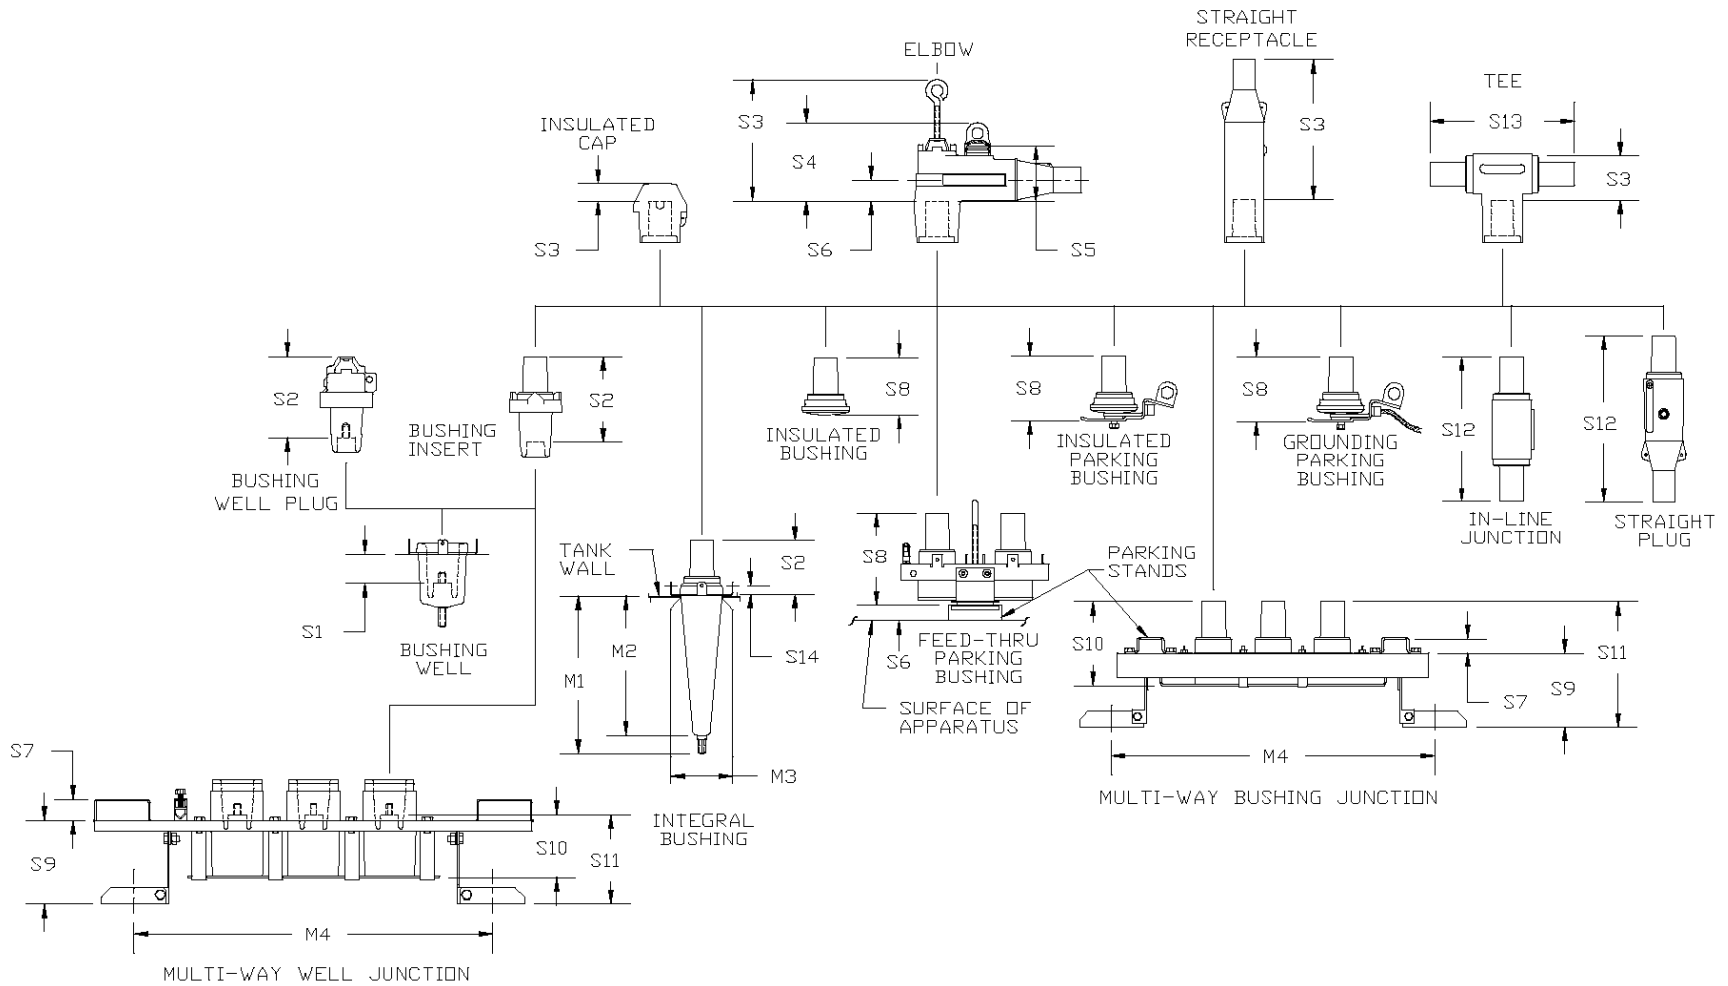 STRAIGHT
RECEPTACLE
ELBOW
TEE
S3
S3
S13
INSULATED
CAP
S4
S3
S3
S6
S5
S2
S2
S8
S8
S8
S12
S12
BUSHING
INSERT
INSULATED
BUSHING
INSULATED
PARKING
BUSHING
GROUNDING
PARKING
BUSHING
BUSHING
WELL PLUG
IN-LINE
JUNCTION
STRAIGHT
PLUG
TANK
WALL
S2
S8
PARKING
STANDS
S1
BUSHING
WELL
M2
M1
S14
S6
FEED-THRU
PARKING
BUSHING
S10
S11
S9
S7
SURFACE OF
APPARATUS
S7
M3
M4
MULTI-WAY BUSHING JUNCTION
INTEGRAL
BUSHING
S9
S10
S11
M4
MULTI-WAY WELL JUNCTION